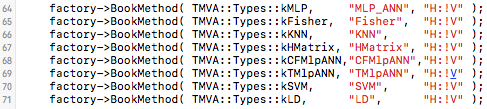 64 factory->BookMethod( TMVA::Types::kMLP, "MLP_ANN", "H:!V" );
65 factory->BookMethod( TMVA::Types::kFisher, "Fisher", "H:!V" );
66 factory->BookMethod( TMVA::Types::kKNN, "KNN", "H:!V" );
67 factory->BookMethod( TMVA::Types::kHMatrix, "HMatrix", "H:!V" );
68 factory->BookMethod( TMVA::Types::kCFMlpANN,"CFMlpANN","H:!V" );
69 factory->BookMethod( TMVA::Types::kTMlpANN, "TMlpANN", "H:!V" );
70 factory->BookMethod( TMVA::Types::kSVM, "SVM", "H:!V" );
71 factory->BookMethod( TMVA::Types::kLD, "LD", "H:!V" );